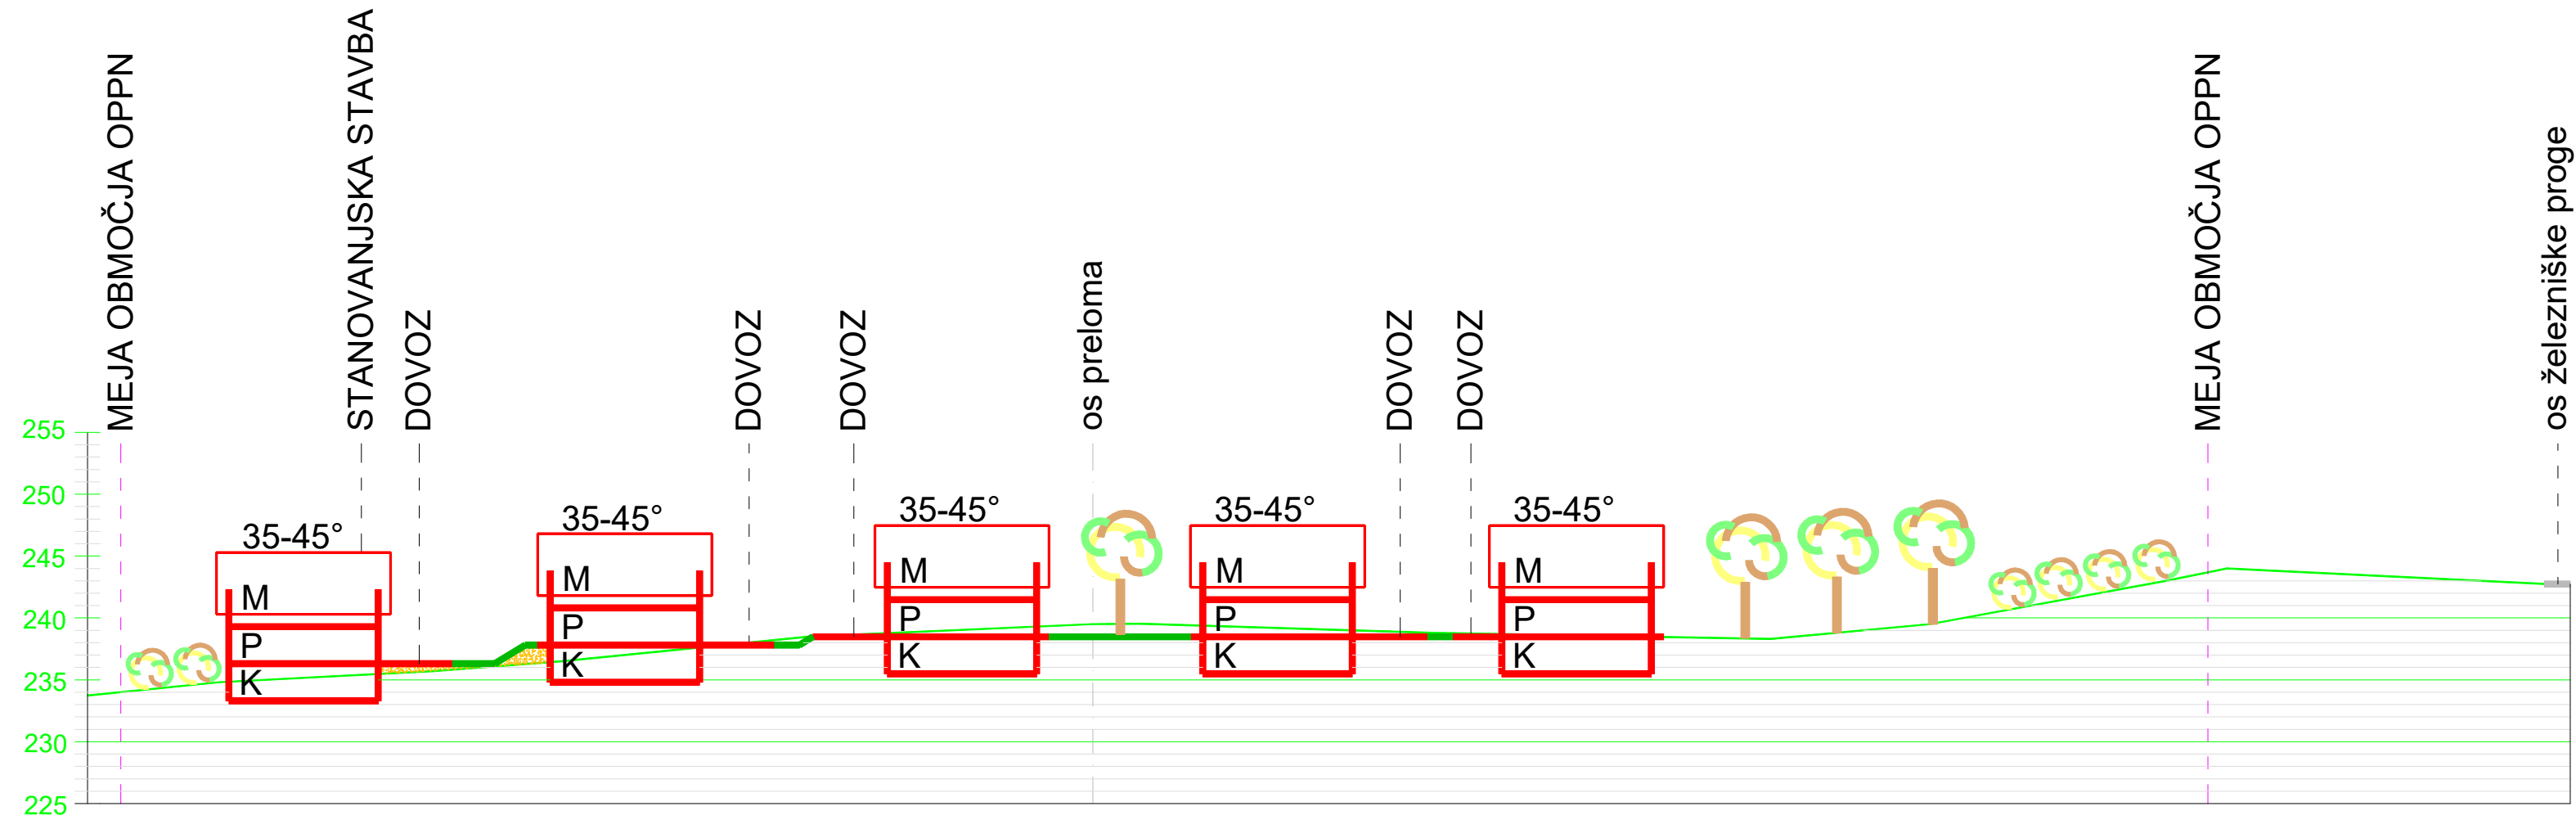 MEJA OBMOČJA OPPN
STANOVANJSKA STAVBA
DOVOZ
DOVOZ
DOVOZ
os preloma
DOVOZ
DOVOZ
MEJA OBMOČJA OPPN
os železniške proge
255
250
245
240
235
230
225
35-45°
M
P
K
35-45°
M
P
K
35-45°
M
P
K
35-45°
M
P
K
35-45°
M
P
K